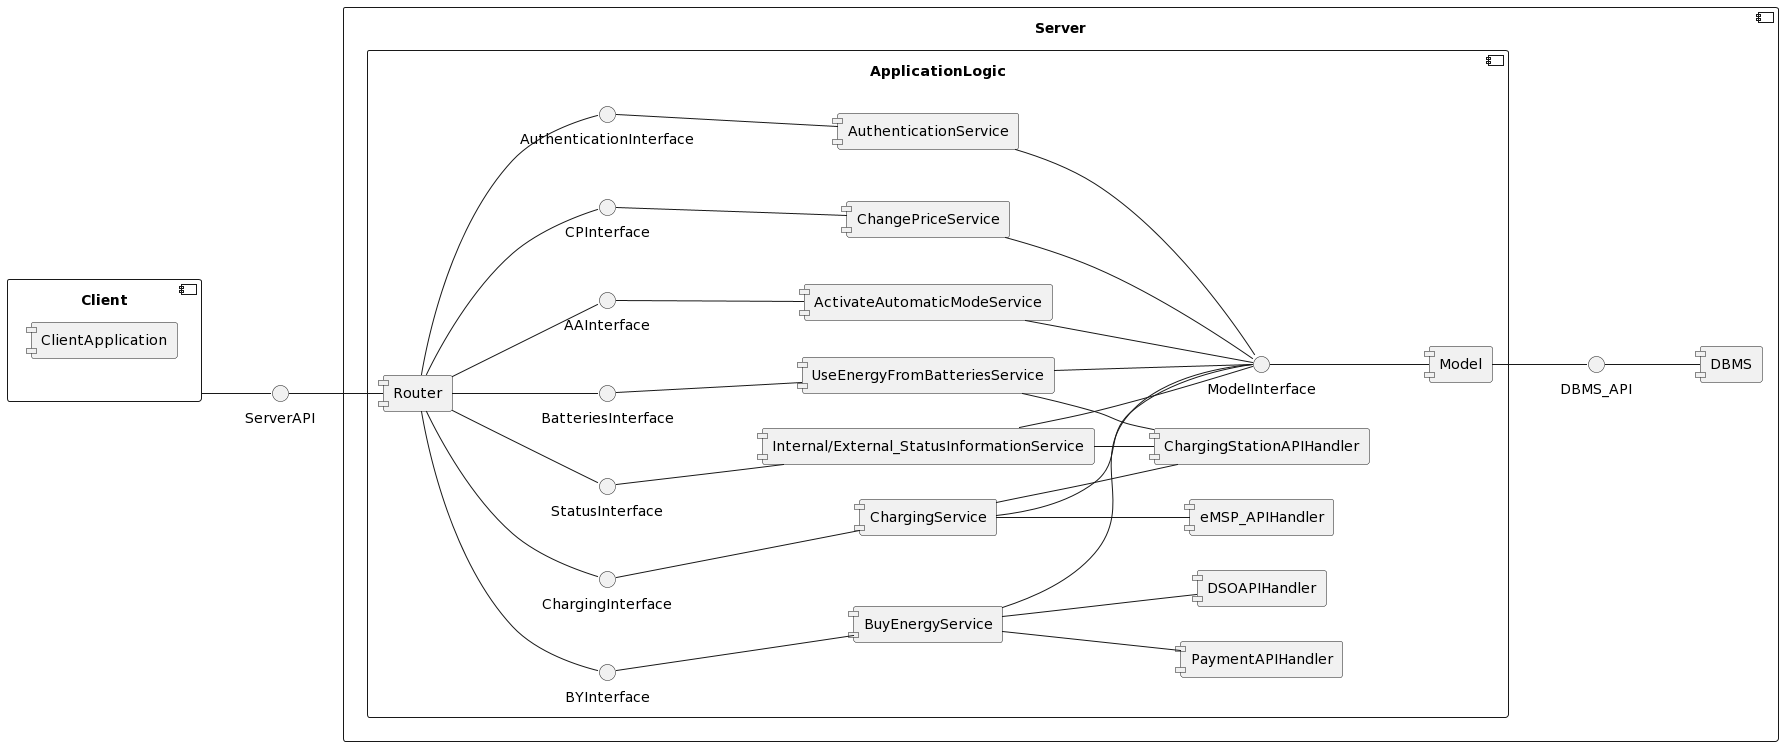 Server
ApplicationLogic
AuthenticationInterface
AuthenticationService
CPInterface
ChangePriceService
Client
ClientApplication
ServerAPI
Router
AAInterface
ActivateAutomaticModeService
BatteriesInterface
UseEnergyFromBatteriesService
ModelInterface
Model
DBMS_API
DBMS
StatusInterface
Internal/External_StatusInformationService
ChargingStationAPIHandler
ChargingInterface
ChargingService
eMSP_APIHandler
DSOAPIHandler
BYInterface
BuyEnergyService
PaymentAPIHandler